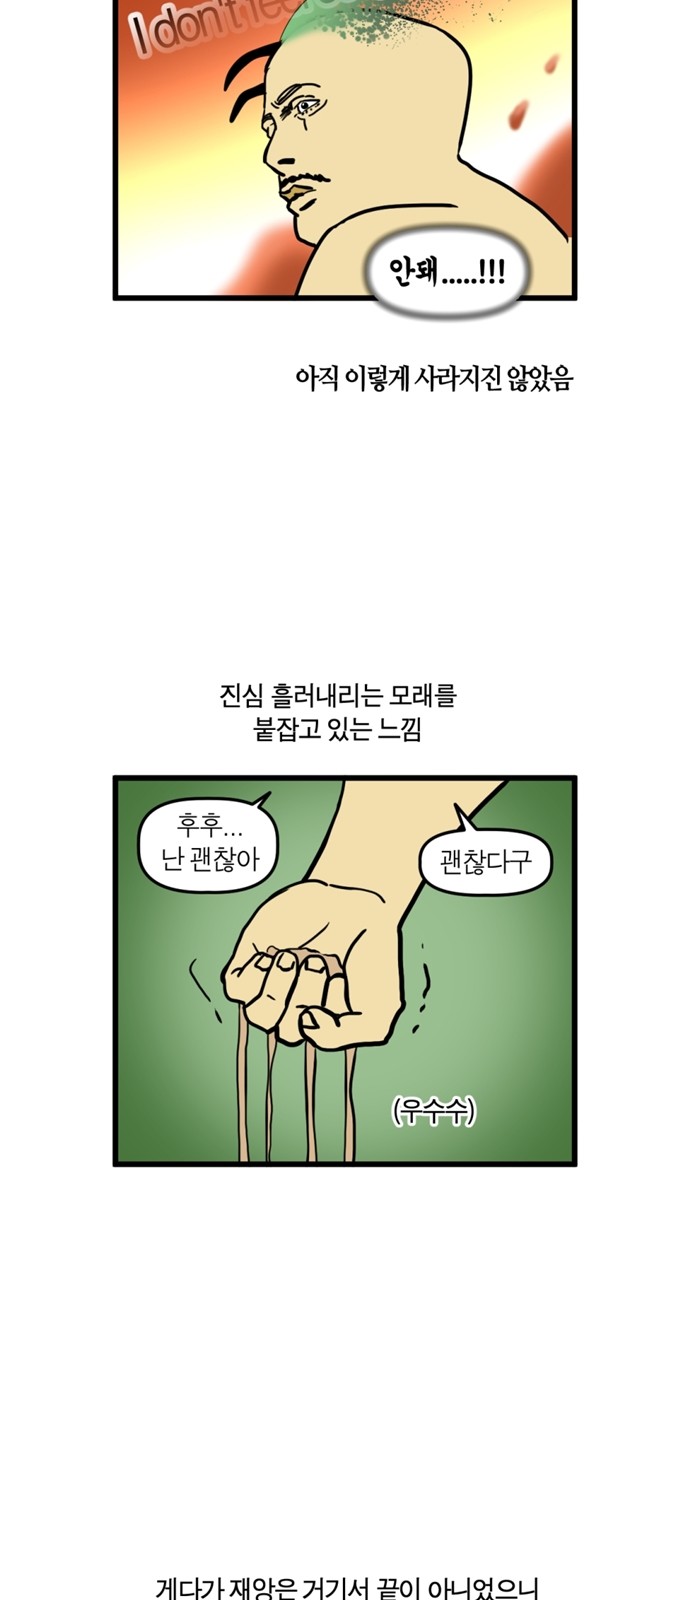 I don't feel
안돼.....!!!
아직 이렇게 사라지진 않았음
진심 흘러내리는 모래를
붙잡고 있는 느낌
후후...
난 괜찮아
괜찮다구
(우수수)
게다가 재앙은 거기서 끝이 아니었으니